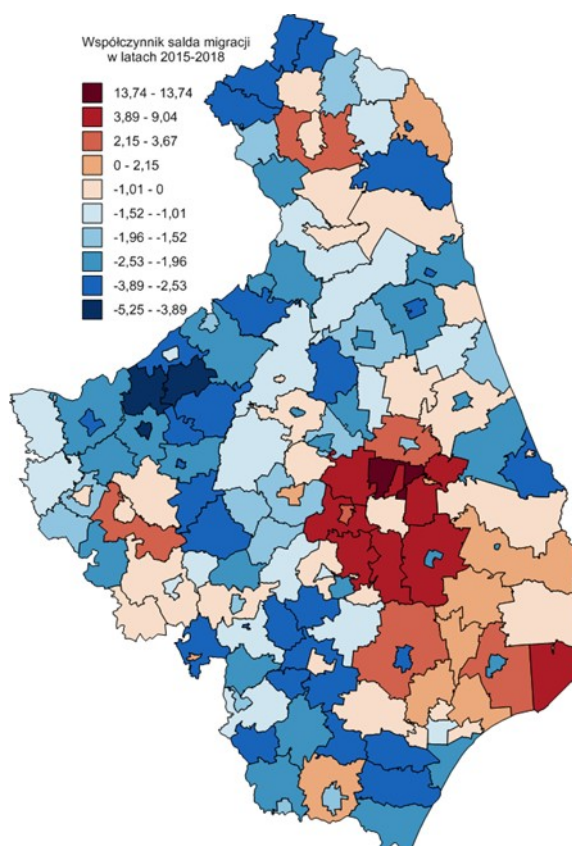 Współczynnik salda migracji
w latach 2015-2018
13,74 - 13,74
3,89 - 9,04
2,15 - 3,67
0 - 2,15
-1,01 - 0
-1,52 - -1,01
-1,96 - -1,52
-2,53 - -1,96
-3,89 - -2,53
-5,25 - -3,89